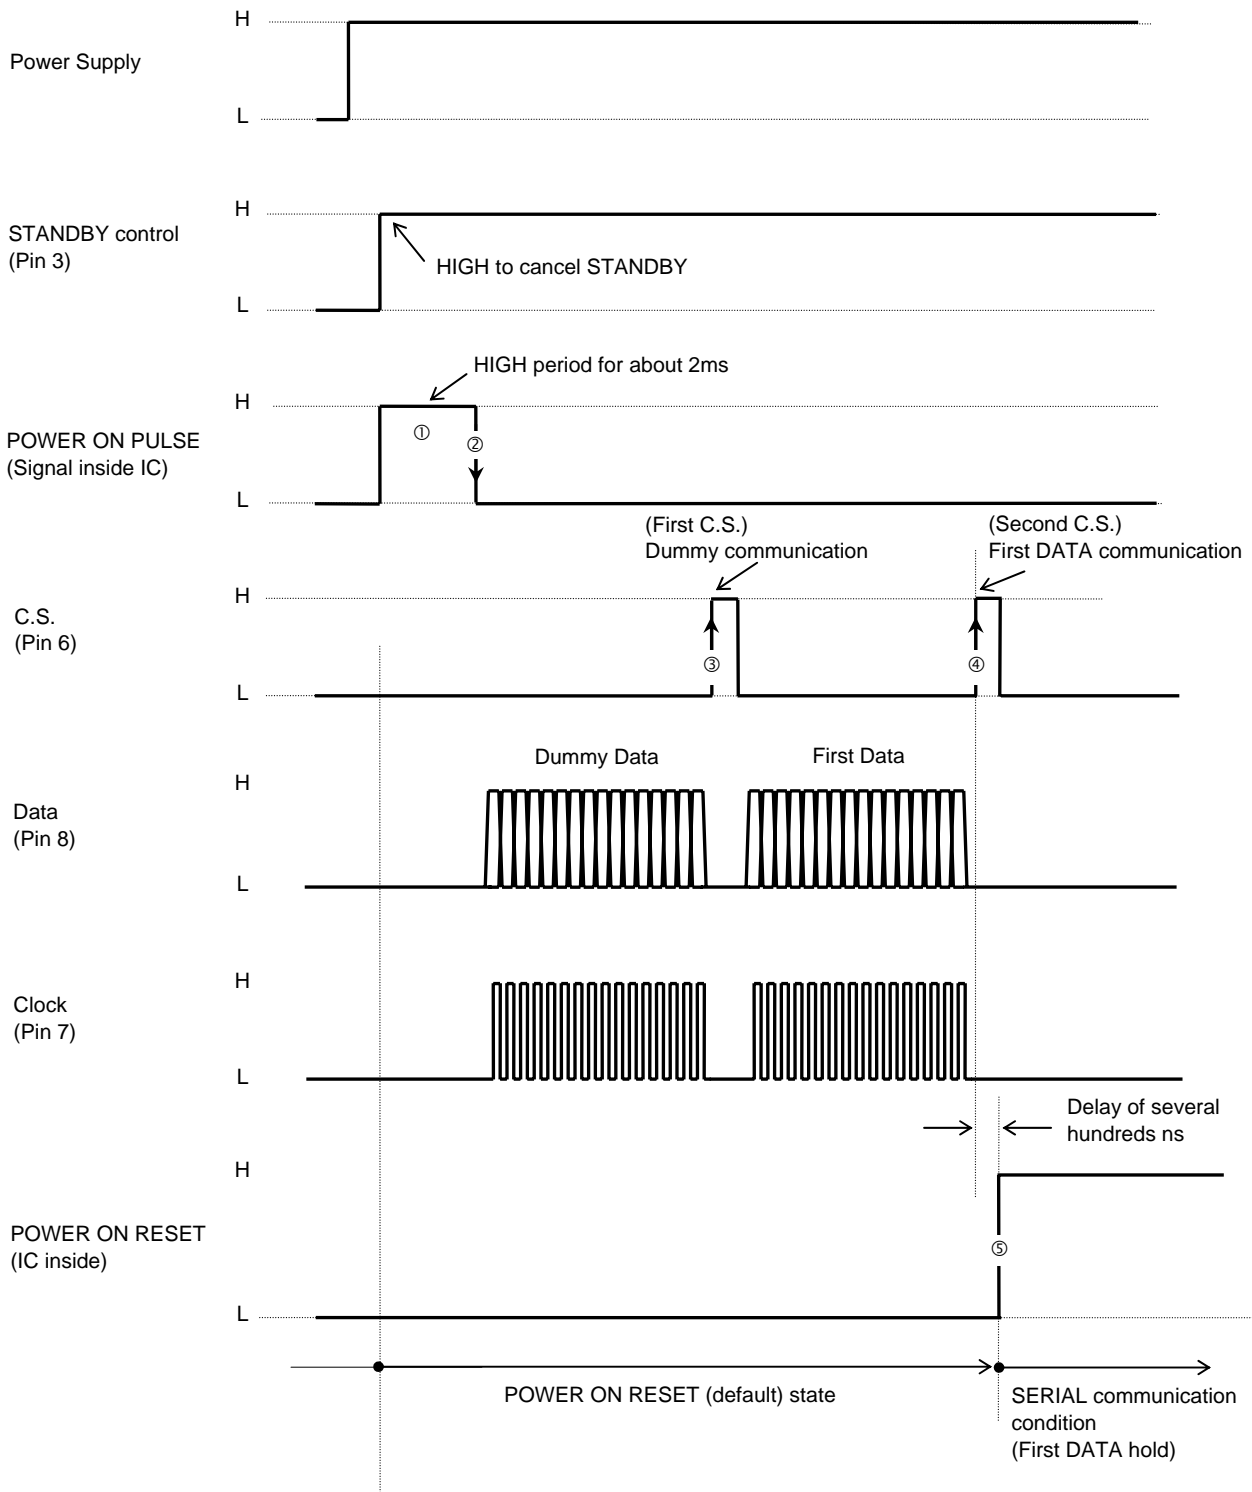 H
Power Supply
L
H
STANDBY control
(Pin 3)
HIGH to cancel STANDBY
L
HIGH period for about 2ms
H
①
②
POWER ON PULSE
(Signal inside IC)
L
(First C.S.)
Dummy communication
(Second C.S.)
First DATA communication
H
C.S.
(Pin 6)
③
④
L
Dummy Data
First Data
H
Data
(Pin 8)
L
H
Clock
(Pin 7)
L
Delay of several
hundreds ns
H
POWER ON RESET
(IC inside)
⑤
L
POWER ON RESET (default) state
SERIAL communication
condition
(First DATA hold)